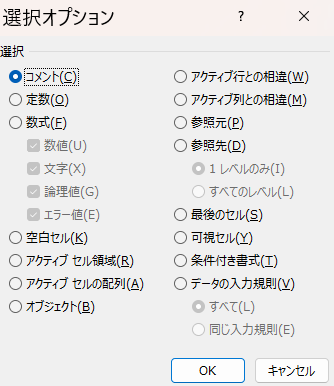 選択オプション ? ×
選択
コメント(C)
定数(O)
数式(F)
数値(U)
文字(X)
論理値(G)
エラー値(E)
空白セル(K)
アクティブ セル領域(R)
アクティブ セルの配列(A)
オブジェクト(B)
アクティブ行との相違(W)
アクティブ列との相違(M)
参照元(P)
参照先(D)
1 レベルのみ(I)
すべてのレベル(L)
最後のセル(S)
可視セル(Y)
条件付き書式(T)
データの入力規則(V)
すべて(L)
同じ入力規則(E)
OK
キャンセル